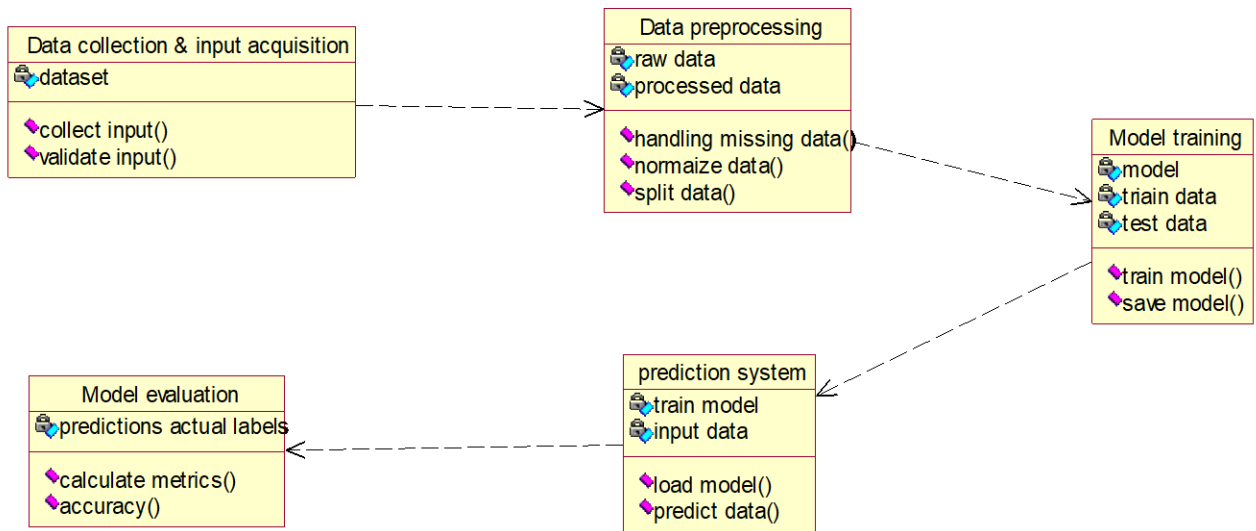 Data collection & input acquisition
dataset
collect input()
validate input()
Data preprocessing
raw data
processed data
handling missing data()
normaize data()
split data()
Model training
model
triain data
test data
train model()
save model()
prediction system
train model
input data
load model()
predict data()
Model evaluation
predictions actual labels
calculate metrics()
accuracy()